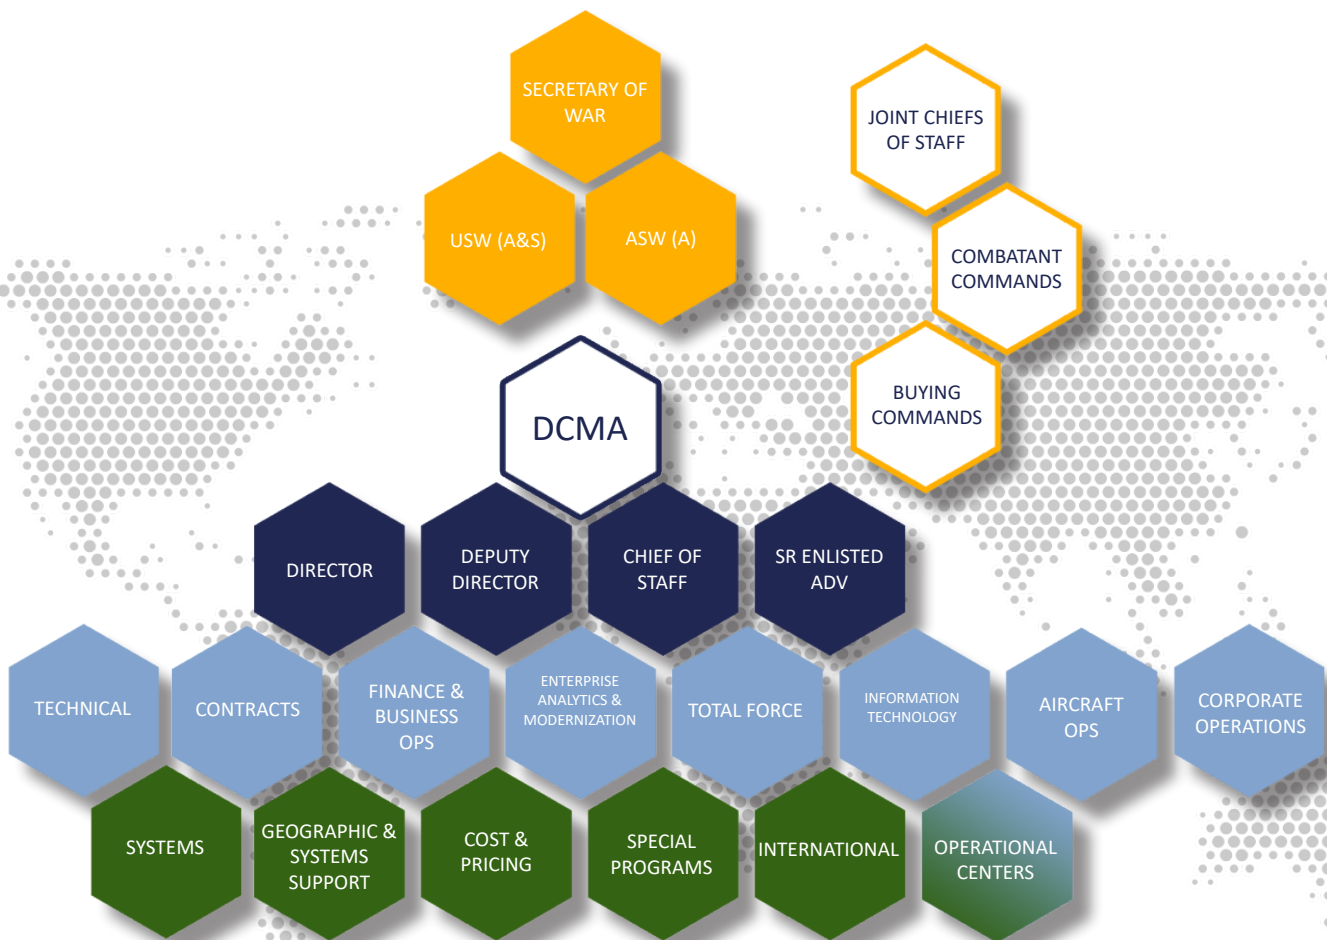 SECRETARY OF
WAR
USW (A&S)
ASW (A)
JOINT CHIEFS
OF STAFF
COMBATANT
COMMANDS
BUYING
COMMANDS
DCMA
DIRECTOR
DEPUTY
DIRECTOR
CHIEF OF
STAFF
SR ENLISTED
ADV
TECHNICAL
CONTRACTS
FINANCE &
BUSINESS
OPS
ENTERPRISE
ANALYTICS &
MODERNIZATION
TOTAL FORCE
INFORMATION
TECHNOLOGY
AIRCRAFT
OPS
CORPORATE
OPERATIONS
SYSTEMS
GEOGRAPHIC &
SYSTEMS
SUPPORT
COST &
PRICING
SPECIAL
PROGRAMS
INTERNATIONAL
OPERATIONAL
CENTERS